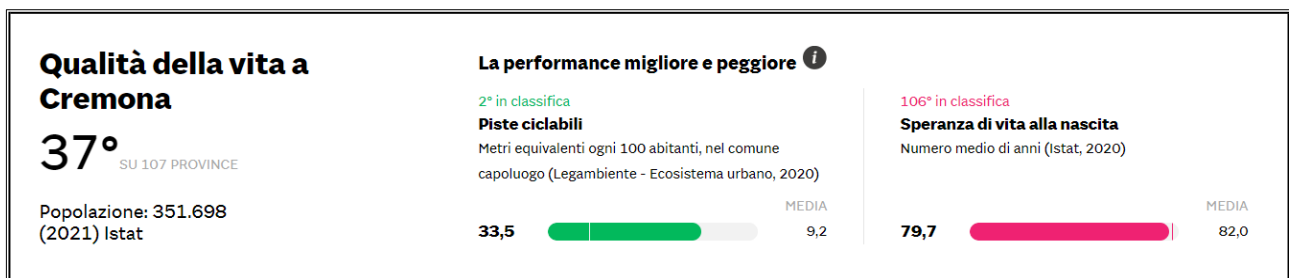 Qualità della vita a
Cremona
37° SU 107 PROVINCE
Popolazione: 351.698
(2021) Istat
La performance migliore e peggiore i
2° in classifica
Piste ciclabili
Metri equivalenti ogni 100 abitanti, nel comune
capoluogo (Legambiente - Ecosistema urbano, 2020)
MEDIA
33,5 9,2
106° in classifica
Speranza di vita alla nascita
Numero medio di anni (Istat, 2020)
MEDIA
79,7 82,0